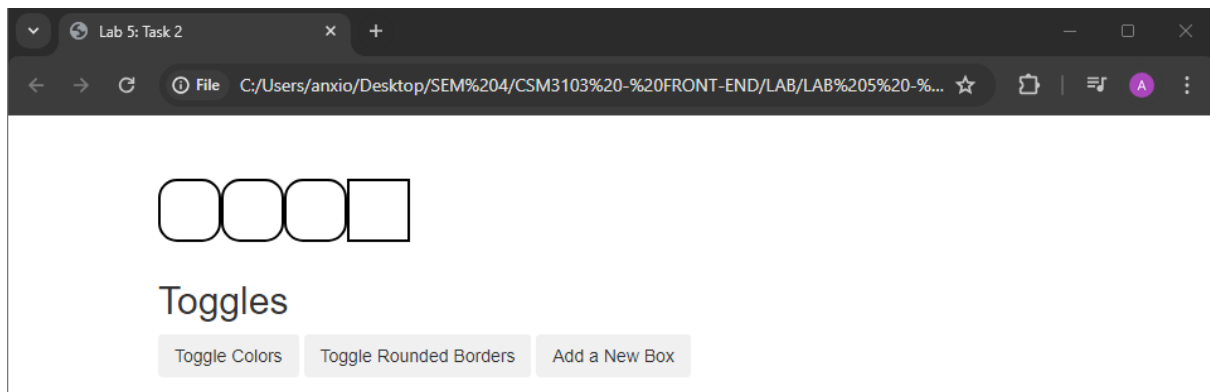 Lab 5: Task 2
File C:/Users/anxio/Desktop/SEM%204/CSM3103%20-%20FRONT-END/LAB/LAB%205%20-%...
A
Toggles
Toggle Colors Toggle Rounded Borders Add a New Box